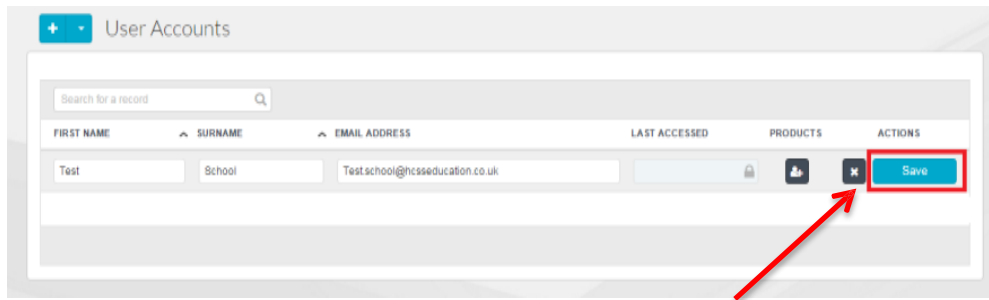 User Accounts
Search for a record
FIRST NAME SURNAME EMAIL ADDRESS LAST ACCESSED PRODUCTS ACTIONS
Test School Test.school@hcsseducation.co.uk Save